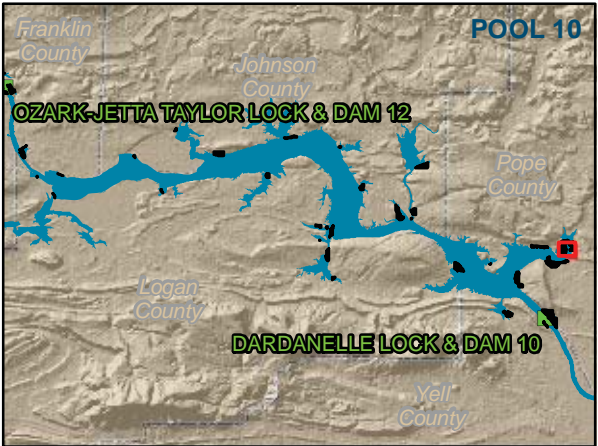 Franklin
County
POOL 10
Johnson
County
OZARK-JETTA TAYLOR LOCK & DAM 12
Pope
County
Logan
County
DARDANELLE LOCK & DAM 10
Yell
County